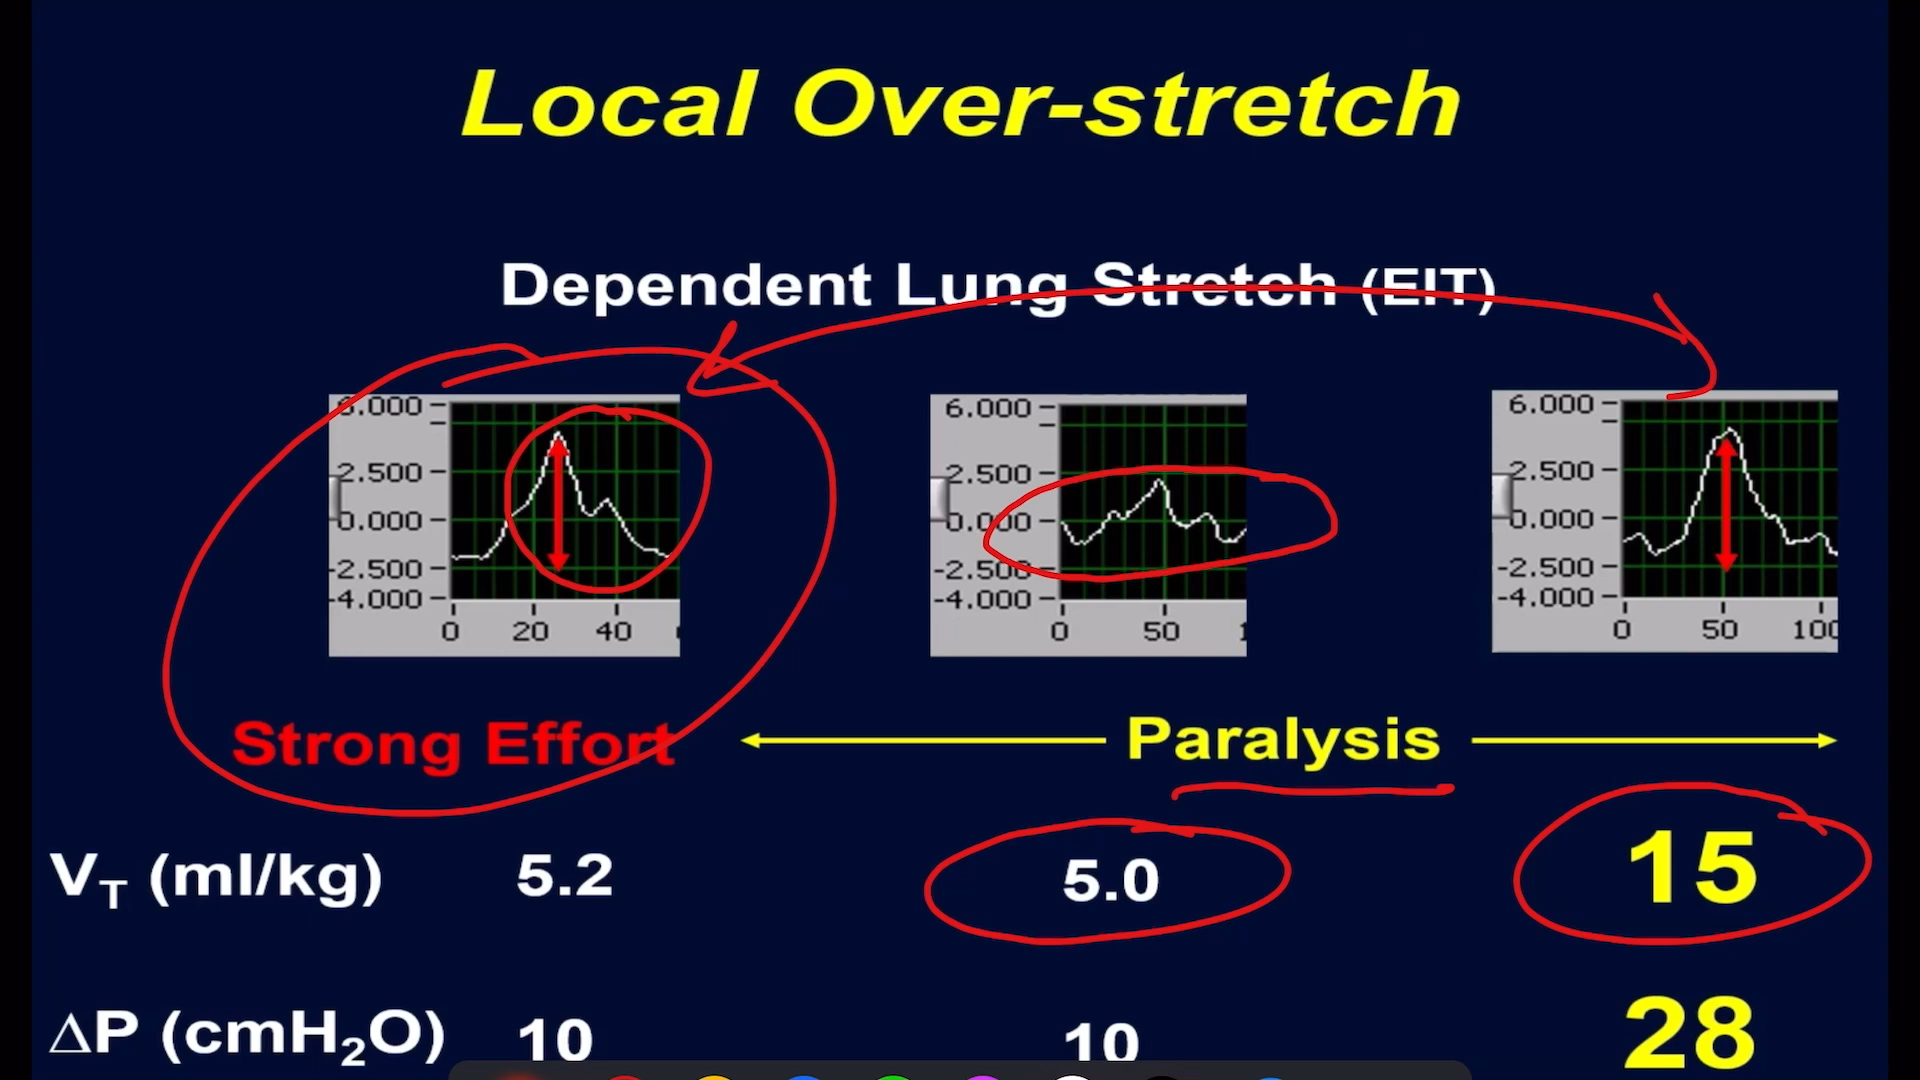 Local Over-stretch
Dependent Lung Stretch (EIT)
6.000
2.500
0.000
-2.500
-4.000
0 20 40
6.000
2.500
0.000
-2.500
-4.000
0 50 1
6.000
2.500
0.000
-2.500
-4.000
0 50 100
Strong Effort Paralysis
VT (ml/kg) 5.2 5.0 15
ΔP (cmH2O) 10 10 28